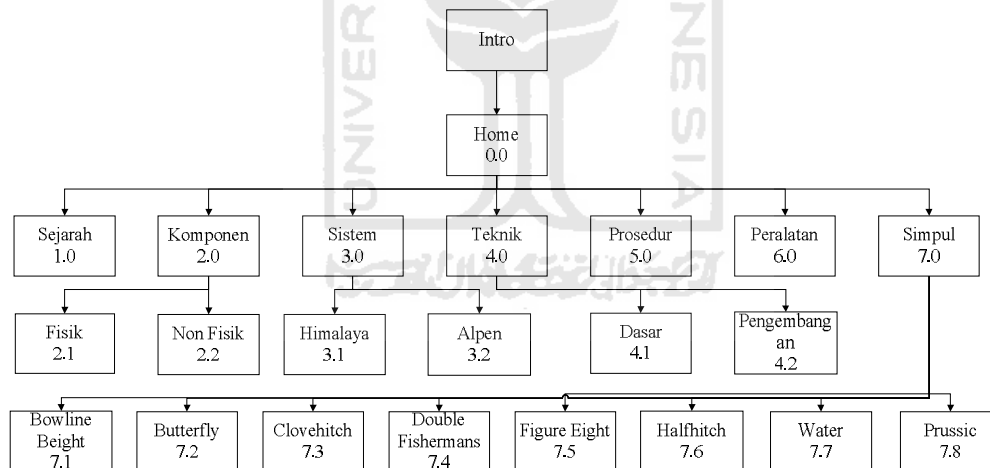 Intro
Home
0.0
Sejarah
1.0
Komponen
2.0
Sistem
3.0
Teknik
4.0
Prosedur
5.0
Peralatan
6.0
Simpul
7.0
Fisik
2.1
Non Fisik
2.2
Himalaya
3.1
Alpen
3.2
Dasar
4.1
Pengembang
an
4.2
Bowline
Beight
7.1
Butterfly
7.2
Clovehitch
7.3
Double
Fishermans
7.4
Figure Eight
7.5
Halfhitch
7.6
Water
7.7
Prussic
7.8
UNIVER
NESIA